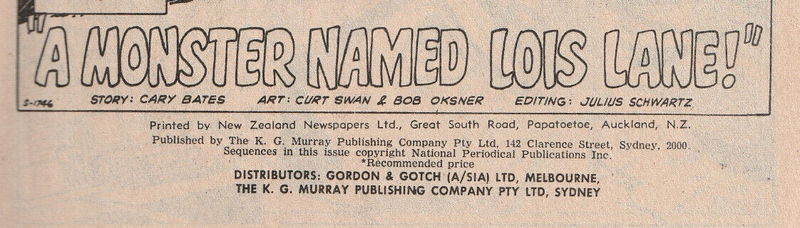 "A MONSTER NAMED LOIS LANE!"
S-1746 STORY: CARY BATES ART: CURT SWAN & BOB OKSNER EDITING: JULIUS SCHWARTZ
Printed by New Zealand Newspapers Ltd., Great South Road, Papatoetoe, Auckland, N.Z.
Published by The K. G. Murray Publishing Company Pty Ltd, 142 Clarence Street, Sydney, 2000.
Sequences in this issue copyright National Periodical Publications Inc.
*Recommended price
DISTRIBUTORS: GORDON & GOTCH (A/SIA) LTD, MELBOURNE,
THE K. G. MURRAY PUBLISHING COMPANY PTY LTD, SYDNEY